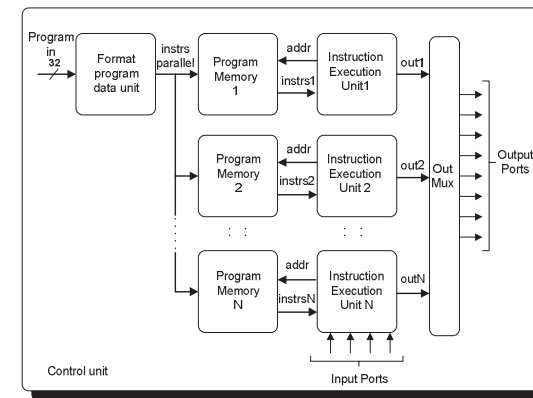 Program
in
32
Format
program
data unit
instrs
parallel
Program
Memory
1
addr
instrs1
Instruction
Execution
Unit1
out1
Program
Memory
2
addr
instrs2
Instruction
Execution
Unit 2
out2
Out
Mux
Output
Ports
: :
: :
Program
Memory
N
addr
instrsN
Instruction
Execution
Unit N
outN
Input Ports
Control unit